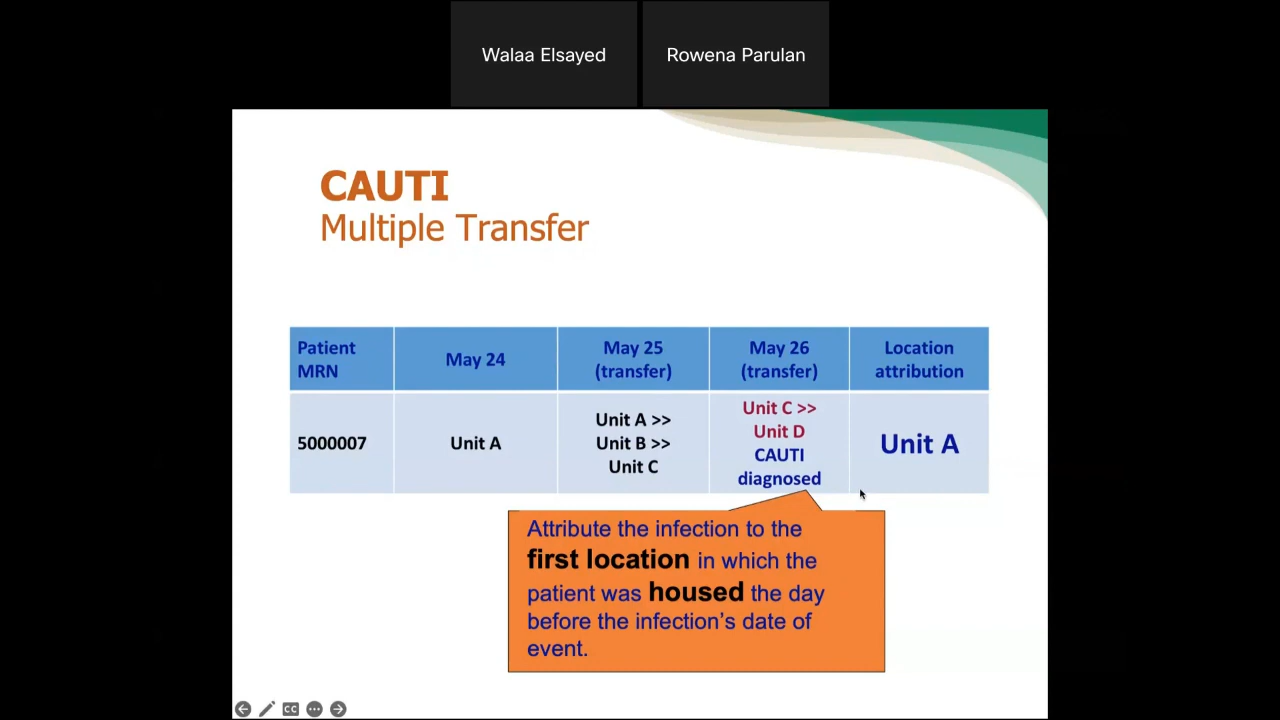 Walaa Elsayed
Rowena Parulan
CAUTI
Multiple Transfer
Patient MRN
May 24
May 25 (transfer)
May 26 (transfer)
Location attribution
5000007
Unit A
Unit A >>
Unit B >>
Unit C
Unit C >>
Unit D
CAUTI
diagnosed
Unit A
Attribute the infection to the
first location in which the
patient was housed the day
before the infection’s date of
event.
CC